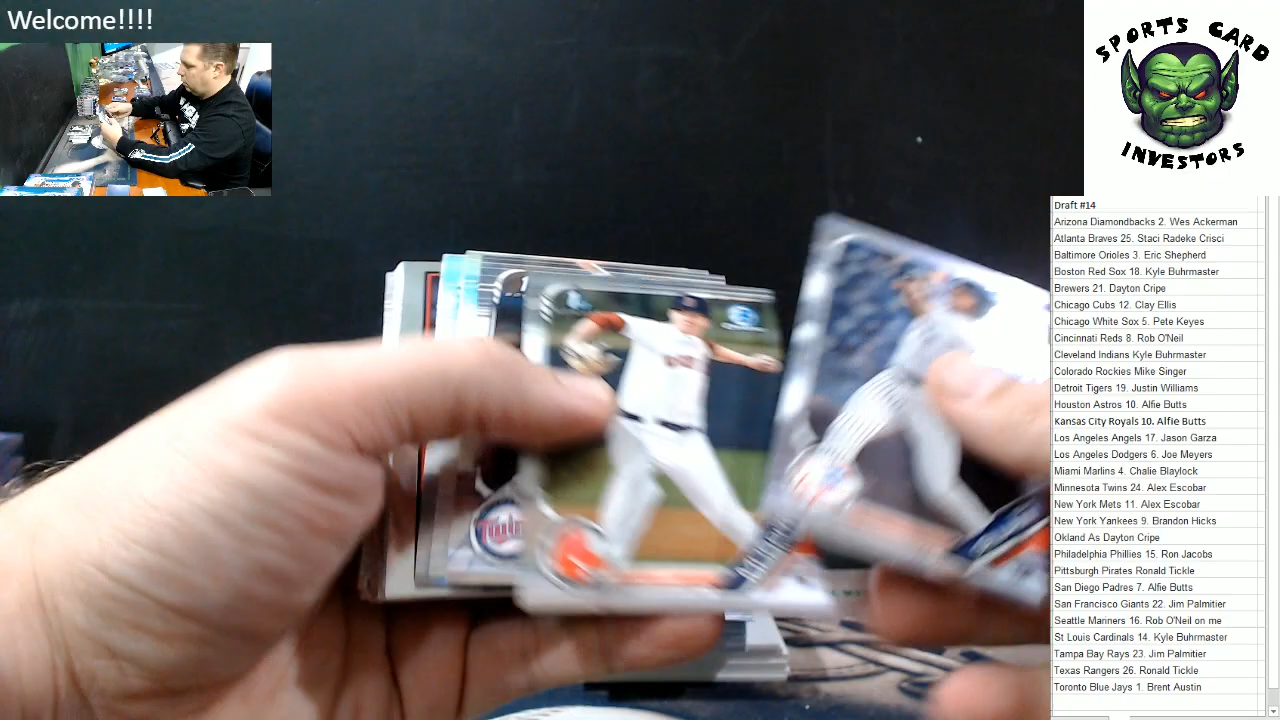 Welcome!!!!
SPORTS CARD
INVESTORS
Draft #14
Arizona Diamondbacks 2. Wes Ackerman
Atlanta Braves 25. Staci Radeke Crisci
Baltimore Orioles 3. Eric Shepherd
Boston Red Sox 18. Kyle Buhrmaster
Brewers 21. Dayton Cripe
Chicago Cubs 12. Clay Ellis
Chicago White Sox 5. Pete Keyes
Cincinnati Reds 8. Rob O'Neil
Cleveland Indians Kyle Buhrmaster
Colorado Rockies Mike Singer
Detroit Tigers 19. Justin Williams
Houston Astros 10. Alfie Butts
Kansas City Royals 10. Alfie Butts
Los Angeles Angels 17. Jason Garza
Los Angeles Dodgers 6. Joe Meyers
Miami Marlins 4. Chalie Blaylock
Minnesota Twins 24. Alex Escobar
New York Mets 11. Alex Escobar
New York Yankees 9. Brandon Hicks
Okland As Dayton Cripe
Philadelphia Phillies 15. Ron Jacobs
Pittsburgh Pirates Ronald Tickle
San Diego Padres 7. Alfie Butts
San Francisco Giants 22. Jim Palmitier
Seattle Mariners 16. Rob O'Neil on me
St Louis Cardinals 14. Kyle Buhrmaster
Tampa Bay Rays 23. Jim Palmitier
Texas Rangers 26. Ronald Tickle
Toronto Blue Jays 1. Brent Austin